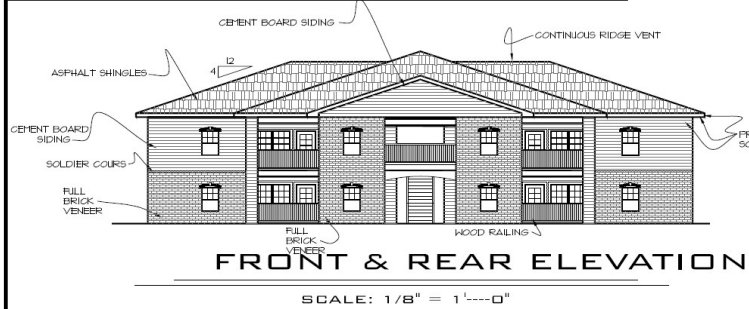 CEMENT BOARD SIDING
CONTINUOUS RIDGE VENT
12
4
ASPHALT SHINGLES
CEMENT BOARD
SIDING
SOLDIER COURS
FULL
BRICK
VENEER
FULL
BRICK
VENEER
WOOD RAILING
FRONT & REAR ELEVATION
SCALE: 1/8" = 1'----0"